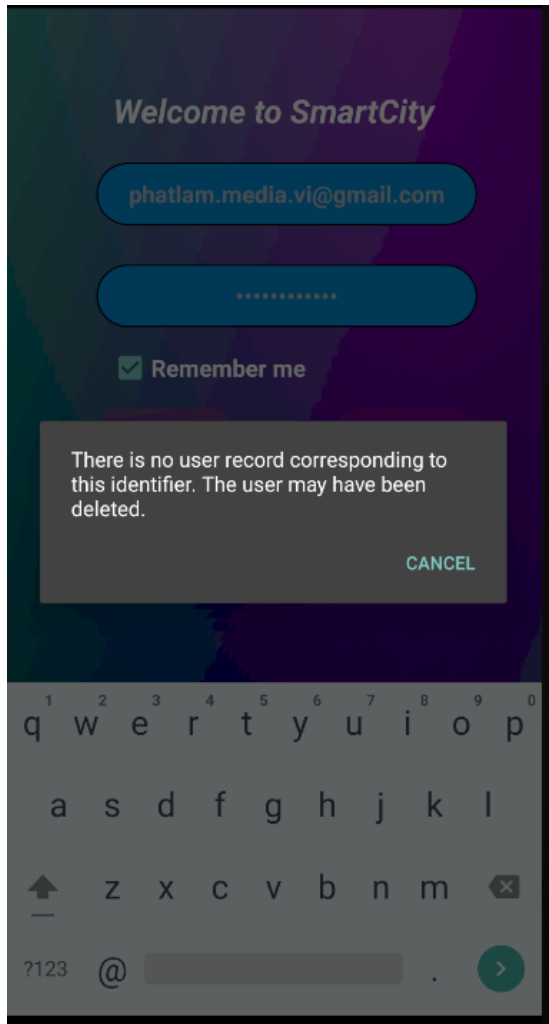 Welcome to SmartCity
phatlam.media.vi@gmail.com
••••••••••••
Remember me
There is no user record corresponding to
this identifier. The user may have been
deleted.
CANCEL
1 2 3 4 5 6 7 8 9 0
q w e r t y u i o p
a s d f g h j k l
z x c v b n m
?123 @ .